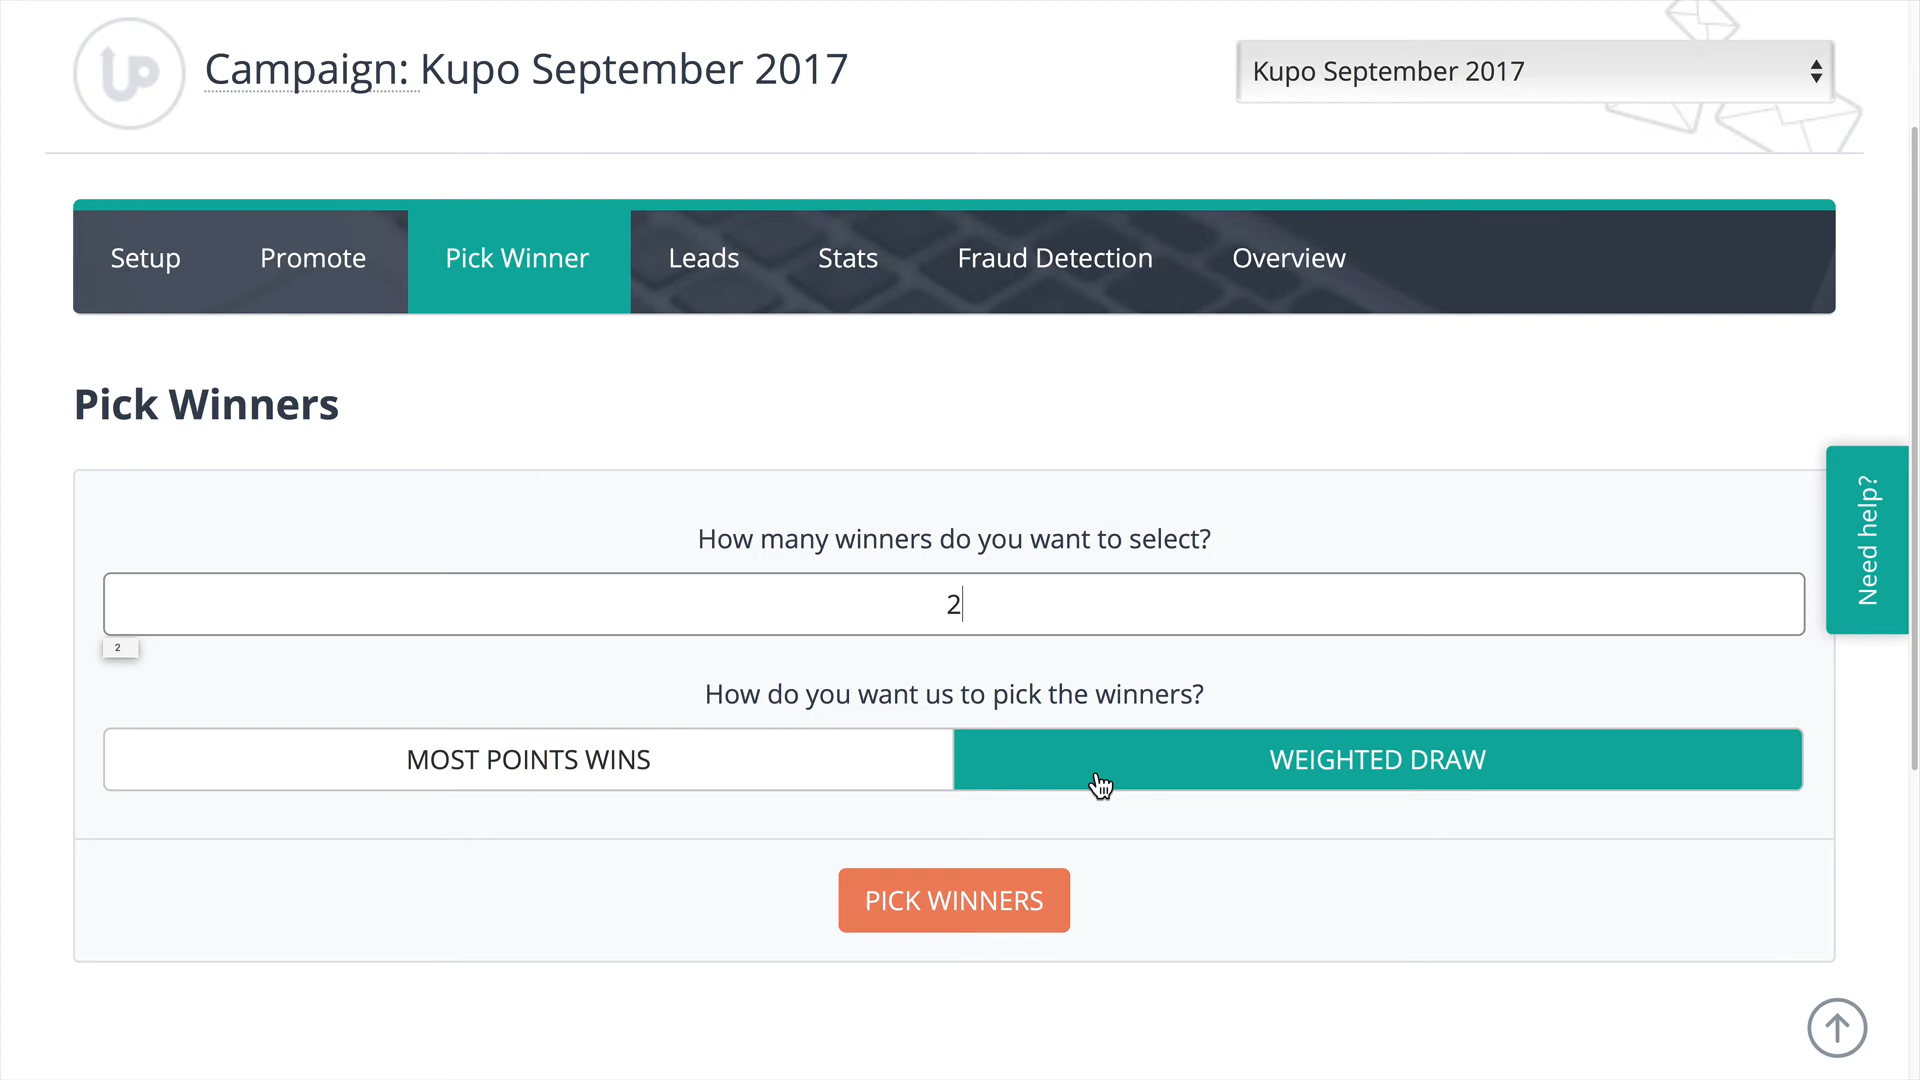 UP
Campaign: Kupo September 2017
Kupo September 2017
Setup Promote Pick Winner Leads Stats Fraud Detection Overview
Pick Winners
How many winners do you want to select?
2
2
How do you want us to pick the winners?
MOST POINTS WINS WEIGHTED DRAW
PICK WINNERS
Need help?